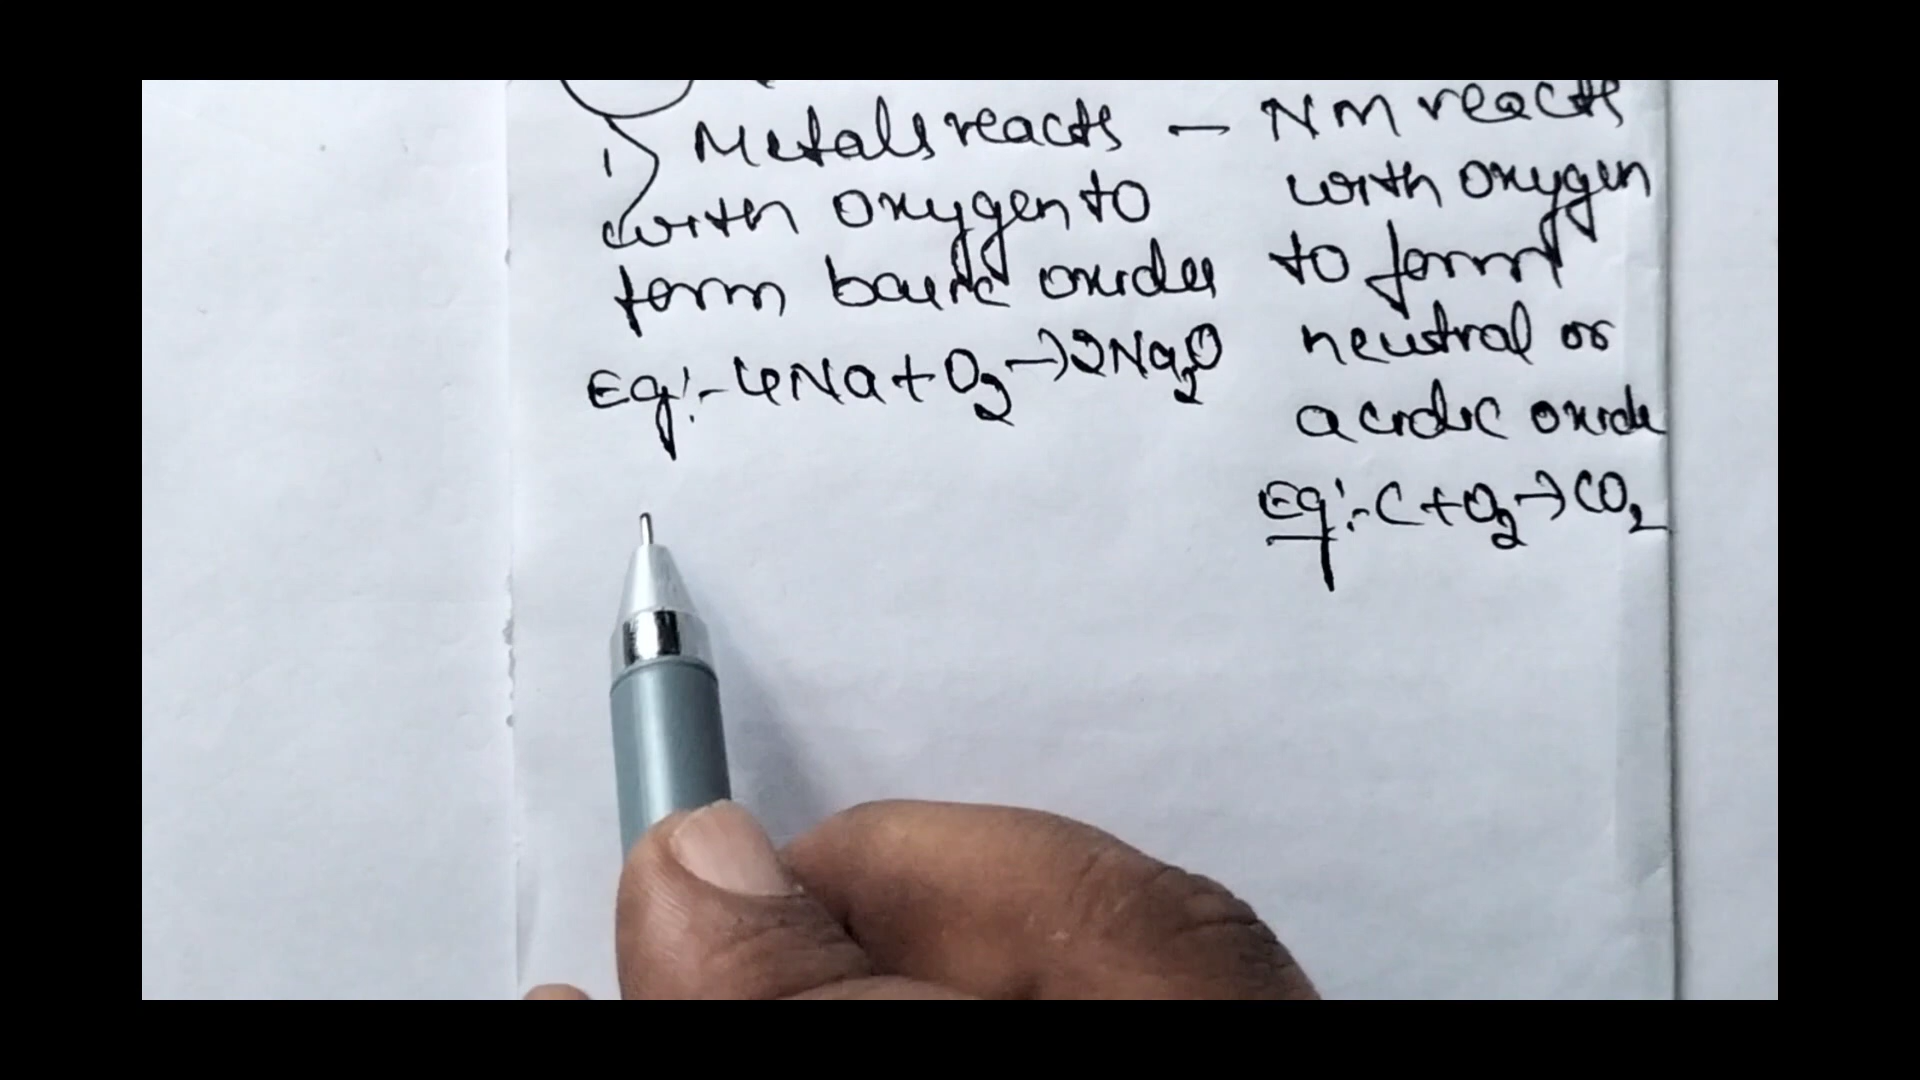 1) Metals reacts
with oxygen to
form basic oxides
Eg:- 4Na + O2 → 2Na2O
— NM reacts
with oxygen
to form
neutral or
acidic oxide
Eg:- C + O2 → CO2